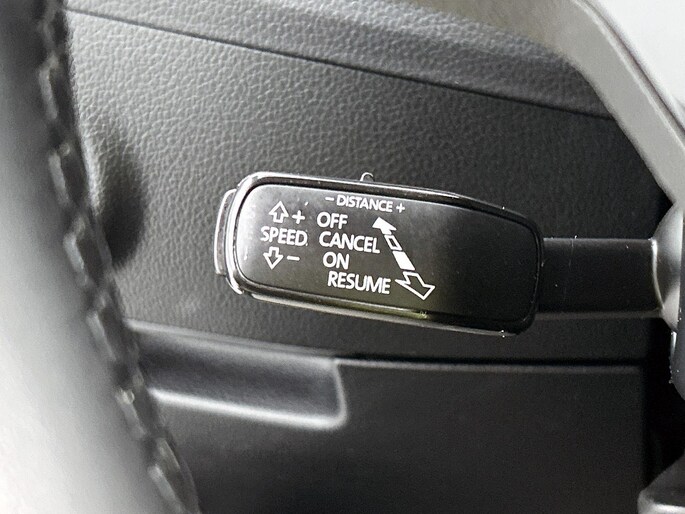 – DISTANCE +
+ OFF
SPEED CANCEL
– ON
RESUME